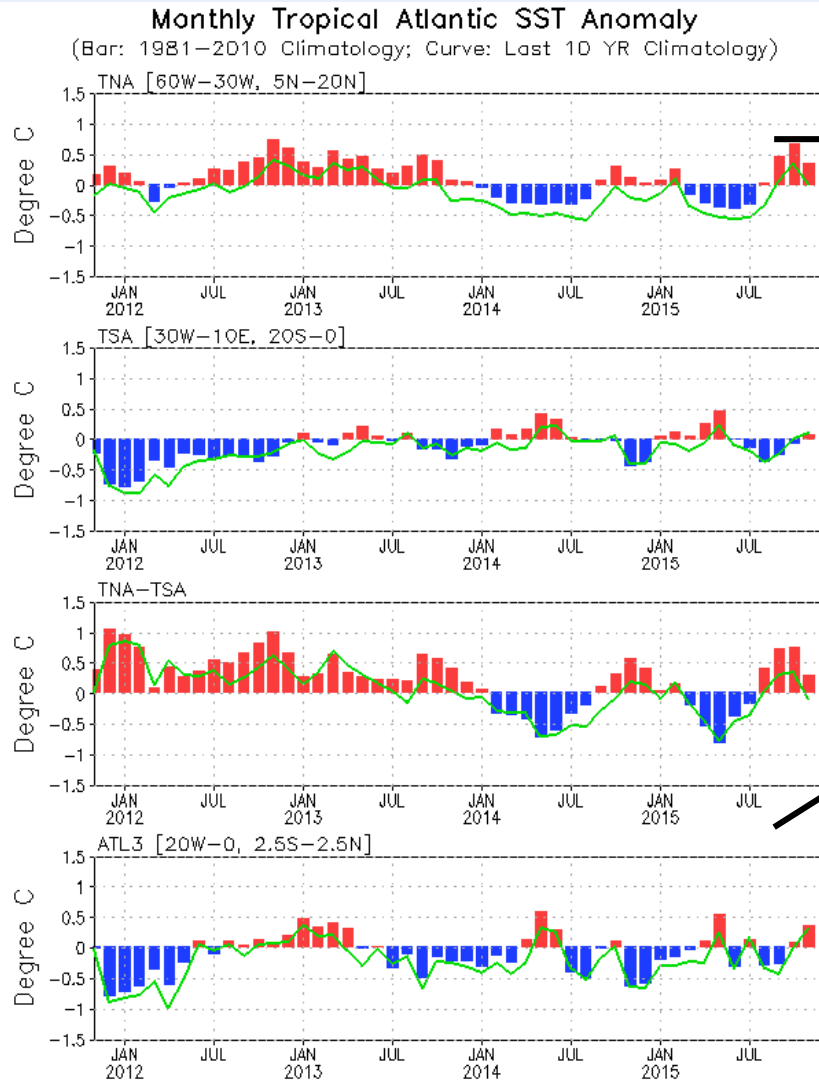 Monthly Tropical Atlantic SST Anomaly
(Bar: 1981-2010 Climatology; Curve: Last 10 YR Climatology)
TNA [60W-30W, 5N-20N]
Degree C
1.5
1
0.5
0
-0.5
-1
-1.5
JAN JUL JAN JUL JAN JUL JAN JUL
2012 2013 2014 2015
TSA [30W-10E, 20S-0]
Degree C
1.5
1
0.5
0
-0.5
-1
-1.5
JAN JUL JAN JUL JAN JUL JAN JUL
2012 2013 2014 2015
TNA-TSA
Degree C
1.5
1
0.5
0
-0.5
-1
-1.5
JAN JUL JAN JUL JAN JUL JAN JUL
2012 2013 2014 2015
ATL3 [20W-0, 2.5S-2.5N]
Degree C
1.5
1
0.5
0
-0.5
-1
-1.5
JAN JUL JAN JUL JAN JUL JAN JUL
2012 2013 2014 2015